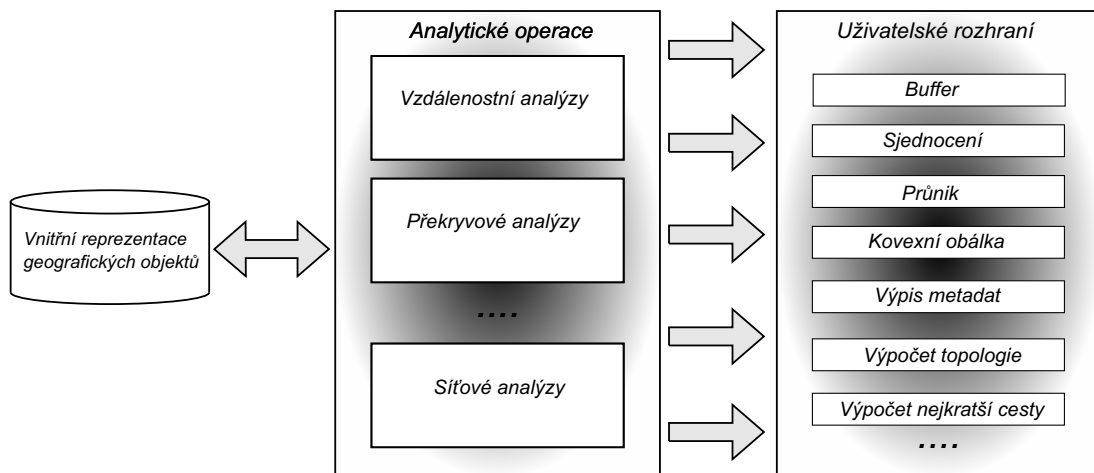 Vnitřní reprezentace
geografických objektů
Analytické operace
Vzdálenostní analýzy
Překryvové analýzy
....
Síťové analýzy
Uživatelské rozhraní
Buffer
Sjednocení
Průnik
Kovexní obálka
Výpis metadat
Výpočet topologie
Výpočet nejkratší cesty
....